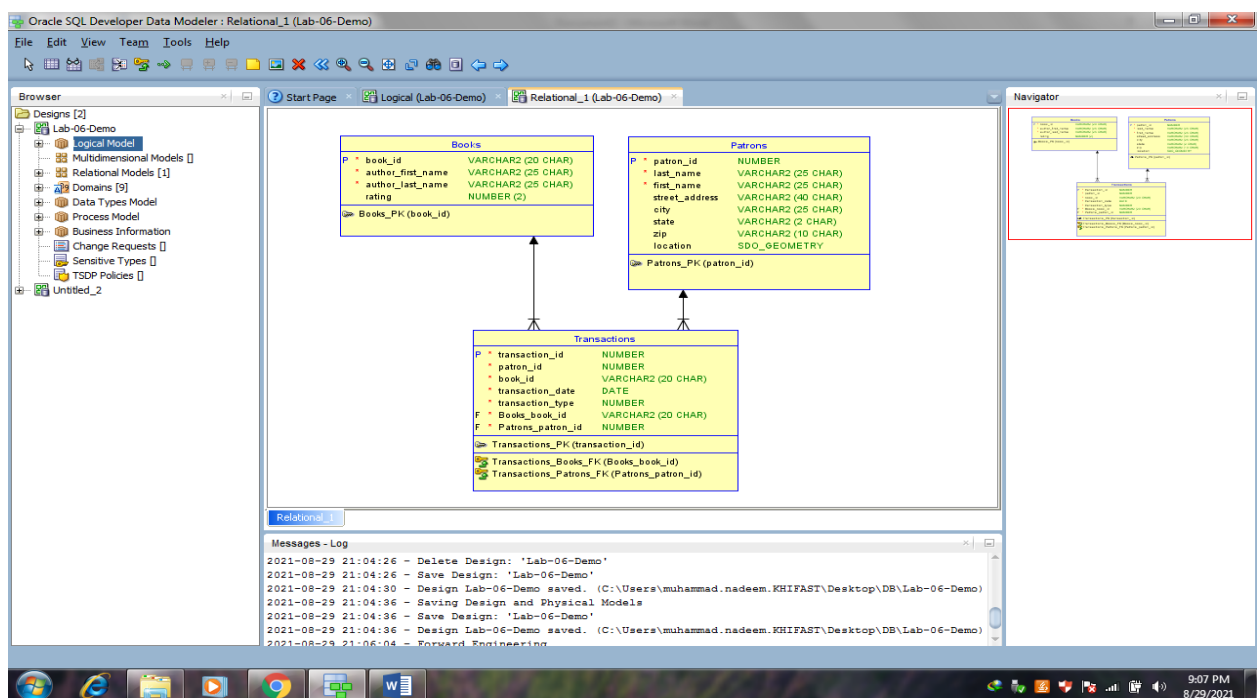 Oracle SQL Developer Data Modeler : Relational_1 (Lab-06-Demo)
File Edit View Team Tools Help
Browser
Designs [2]
Lab-06-Demo
Logical Model
Multidimensional Models []
Relational Models [1]
Domains [9]
Data Types Model
Process Model
Business Information
Change Requests []
Sensitive Types []
TSDP Policies []
Untitled_2
Start Page
Logical (Lab-06-Demo)
Relational_1 (Lab-06-Demo)
Books
P * book_id VARCHAR2 (20 CHAR)
* author_first_name VARCHAR2 (25 CHAR)
* author_last_name VARCHAR2 (25 CHAR)
rating NUMBER (2)
Books_PK (book_id)
Patrons
P * patron_id NUMBER
* last_name VARCHAR2 (25 CHAR)
* first_name VARCHAR2 (25 CHAR)
street_address VARCHAR2 (40 CHAR)
city VARCHAR2 (25 CHAR)
state VARCHAR2 (2 CHAR)
zip VARCHAR2 (10 CHAR)
location SDO_GEOMETRY
Patrons_PK (patron_id)
Transactions
P * transaction_id NUMBER
* patron_id NUMBER
* book_id VARCHAR2 (20 CHAR)
* transaction_date DATE
* transaction_type NUMBER
F * Books_book_id VARCHAR2 (20 CHAR)
F * Patrons_patron_id NUMBER
Transactions_PK (transaction_id)
Transactions_Books_FK (Books_book_id)
Transactions_Patrons_FK (Patrons_patron_id)
Relational_1
Messages - Log
2021-08-29 21:04:26 - Delete Design: 'Lab-06-Demo'
2021-08-29 21:04:26 - Save Design: 'Lab-06-Demo'
2021-08-29 21:04:30 - Design Lab-06-Demo saved. (C:\Users\muhammad.nadeem.KHIFAST\Desktop\DB\Lab-06-Demo)
2021-08-29 21:04:36 - Saving Design and Physical Models
2021-08-29 21:04:36 - Save Design: 'Lab-06-Demo'
2021-08-29 21:04:36 - Design Lab-06-Demo saved. (C:\Users\muhammad.nadeem.KHIFAST\Desktop\DB\Lab-06-Demo)
2021-08-29 21:06:04 - Forward Engineering
Navigator
9:07 PM
8/29/2021